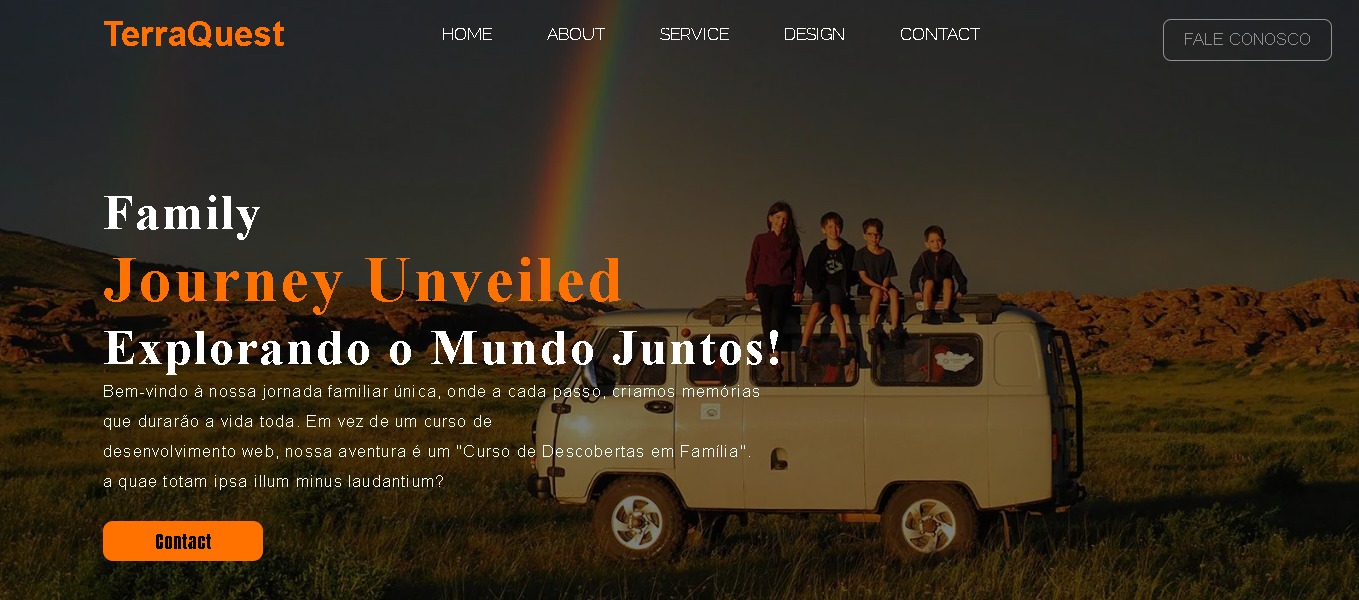 TerraQuest
HOME
ABOUT
SERVICE
DESIGN
CONTACT
FALE CONOSCO
Family
Journey Unveiled
Explorando o Mundo Juntos!
Bem-vindo à nossa jornada familiar única, onde a cada passo, criamos memórias
que durarão a vida toda. Em vez de um curso de
desenvolvimento web, nossa aventura é um "Curso de Descobertas em Família".
a quae totam ipsa illum minus laudantium?
Contact